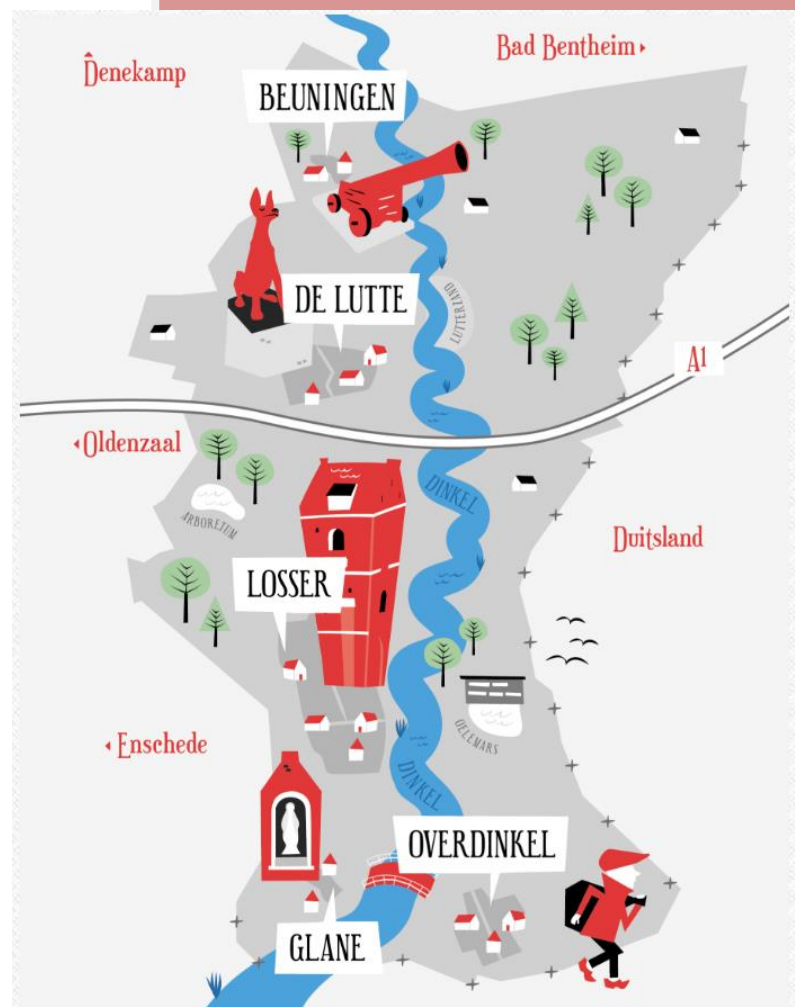 Denekamp
Bad Bentheim
BEUNINGEN
DE LUTTE
LUTTERZAND
A1
Oldenzaal
ARBORETUM
DINKEL
Duitsland
LOSSER
OELEMARS
Enschede
DINKEL
OVERDINKEL
GLANE